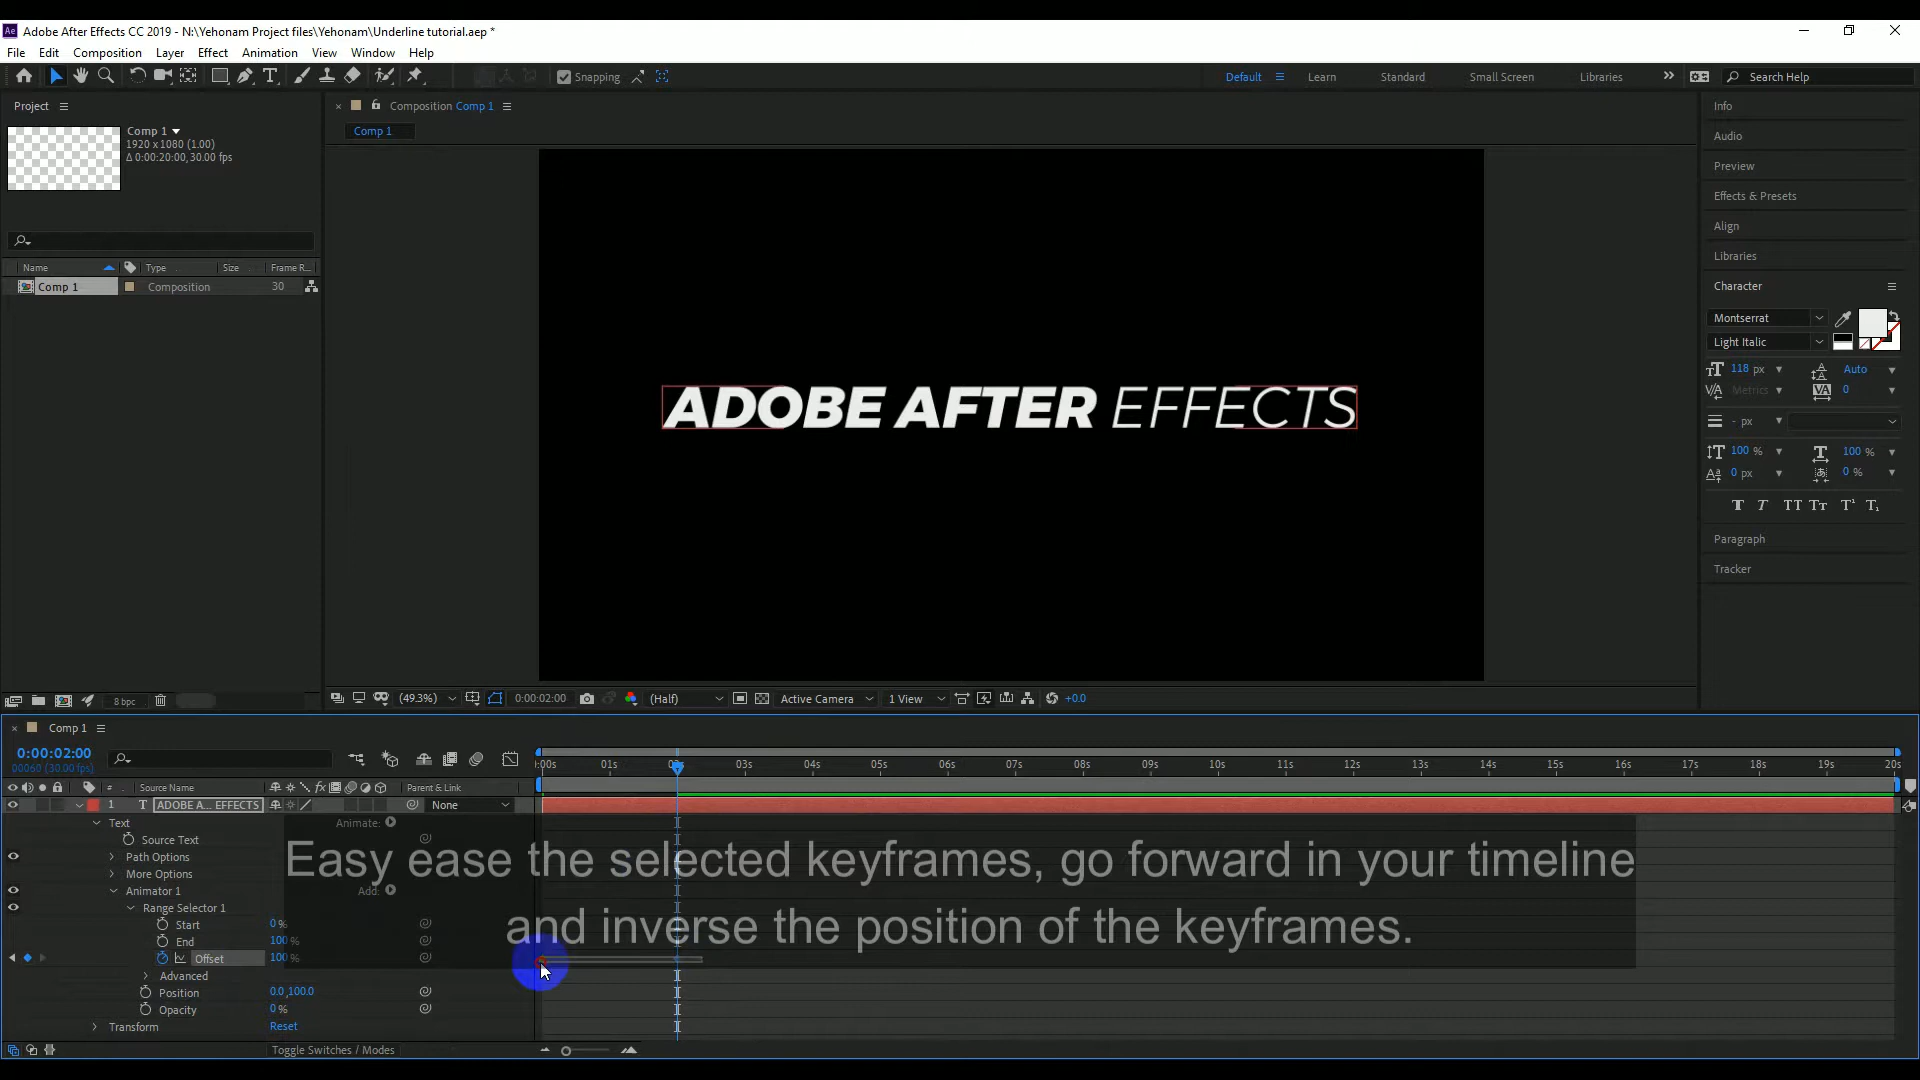 Adobe After Effects CC 2019 - N:\Yehonam Project files\Yehonam\Underline tutorial.aep *
File Edit Composition Layer Effect Animation View Window Help
Snapping
Default Learn Standard Small Screen Libraries Search Help
Project
Comp 1
1920 x 1080 (1.00)
Δ 0:00:20:00, 30.00 fps
Name Type Size Frame R...
Comp 1 Composition 30
8 bpc
Composition Comp 1
Comp 1
ADOBE AFTER EFFECTS
(49.3%) 0:00:02:00 (Half) Active Camera 1 View +0.0
Info
Audio
Preview
Effects & Presets
Align
Libraries
Character
Montserrat
Light Italic
118 px Auto
Metrics 0
- px
100 % 100 %
0 px 0 %
Paragraph
Tracker
Comp 1
0:00:02:00
00060 (30.00 fps)
:00s 01s 02s 03s 04s 05s 06s 07s 08s 09s 10s 11s 12s 13s 14s 15s 16s 17s 18s 19s 20s
# Source Name Parent & Link
1 T ADOBE A... EFFECTS None
Text Animate:
Source Text
Path Options
More Options
Animator 1 Add:
Range Selector 1
Start 0 %
End 100 %
Offset 100 %
Advanced
Position 0.0,100.0
Opacity 0 %
Transform Reset
Toggle Switches / Modes
Easy ease the selected keyframes, go forward in your timeline
and inverse the position of the keyframes.